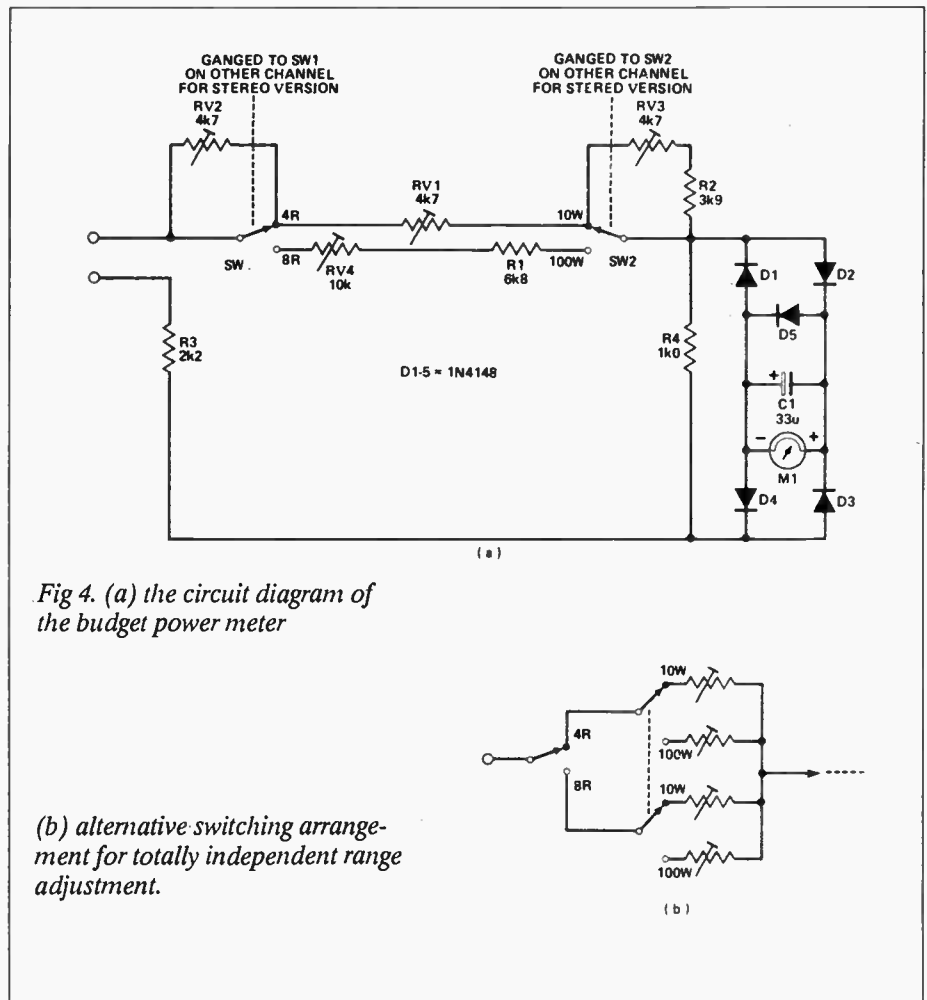 GANGED TO SW1
ON OTHER CHANNEL
FOR STEREO VERSION
GANGED TO SW2
ON OTHER CHANNEL
FOR STEREO VERSION
RV2
4k7
RV3
4k7
R2
3k9
RV1
4k7
4R
10W
8R
RV4
10k
R1
6k8
100W
SW
SW2
D1
D2
D5
R3
2k2
R4
1k0
D1-5 = 1N4148
+
C1
33u
-
+
M1
D4
D3
(a)
Fig 4. (a) the circuit diagram of
the budget power meter
10W
4R
100W
8R
10W
100W
(b) alternative switching arrange-
ment for totally independent range
adjustment.
(b)